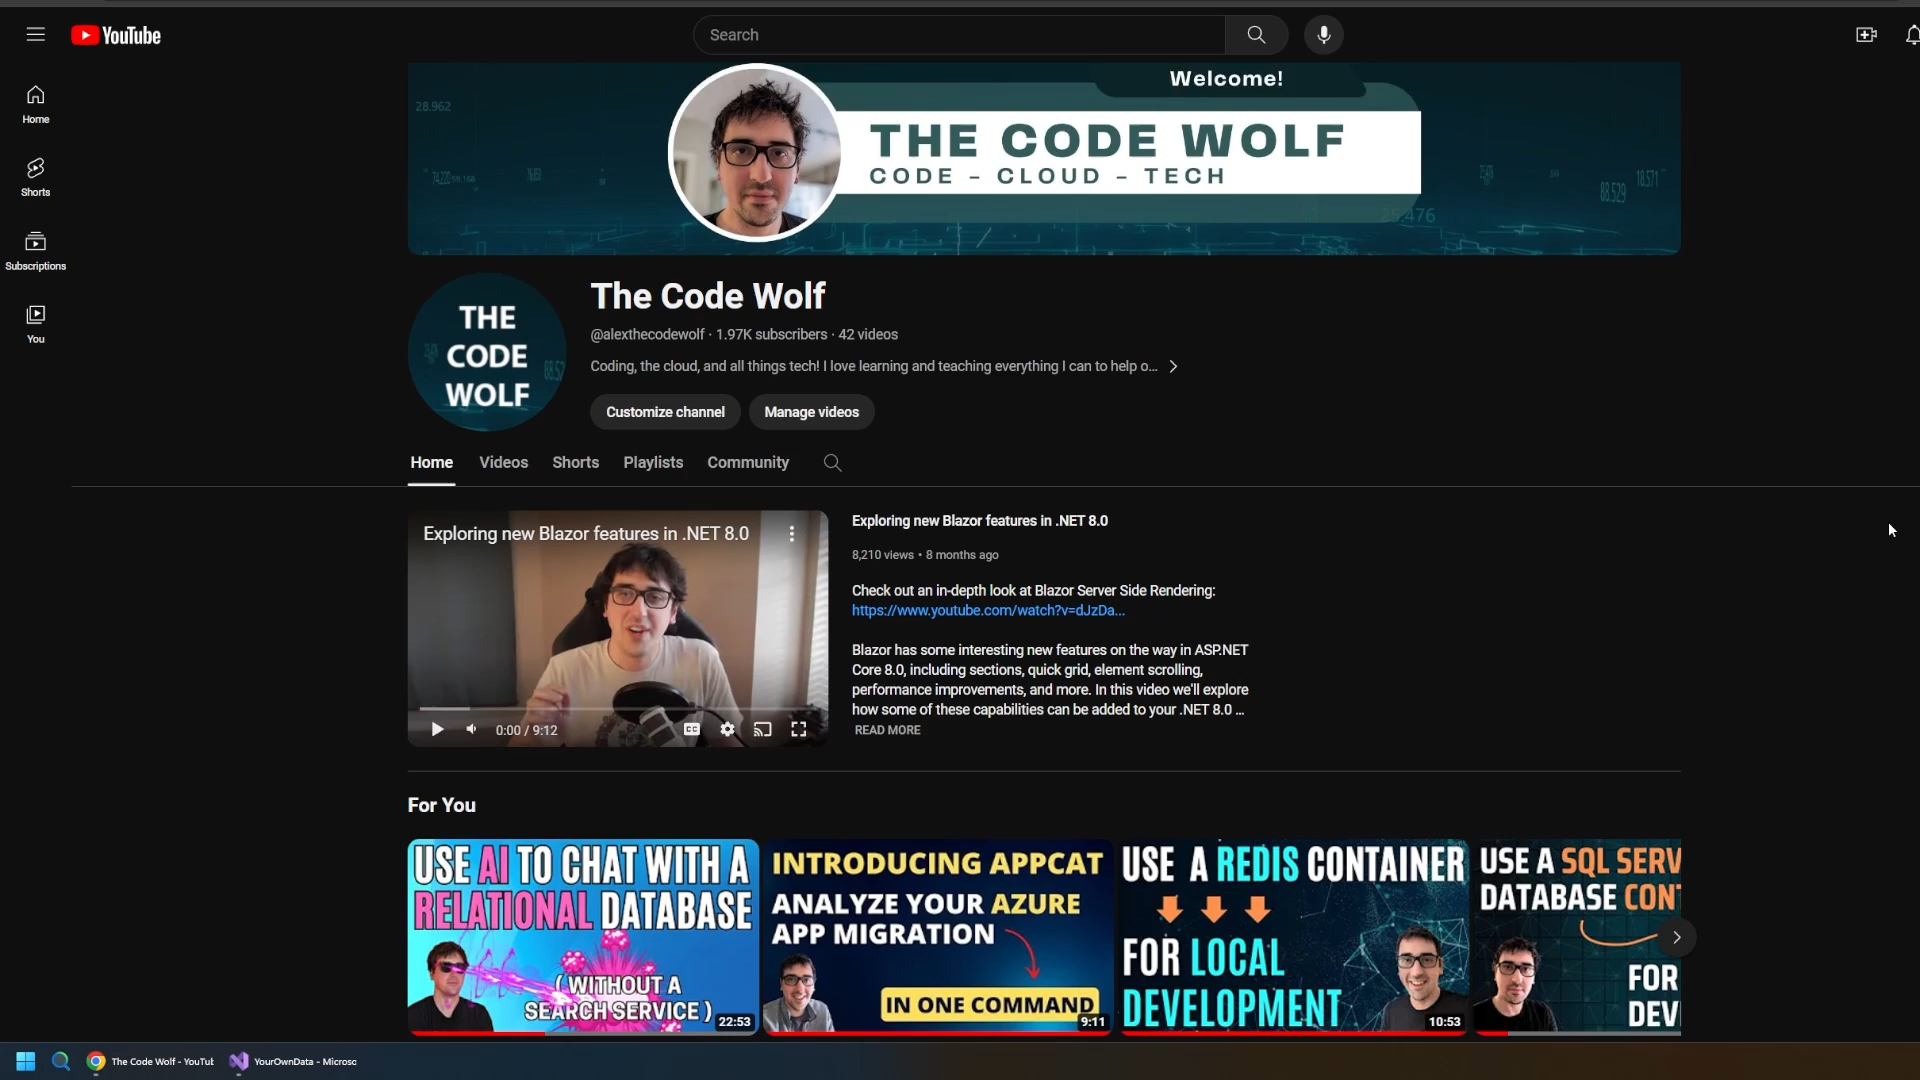 YouTube
Search
Home
Shorts
Subscriptions
You
Welcome!
THE CODE WOLF
CODE – CLOUD – TECH
28.962
25.476
88.529
18.571
THE
CODE
WOLF
The Code Wolf
@alexthecodewolf · 1.97K subscribers · 42 videos
Coding, the cloud, and all things tech! I love learning and teaching everything I can to help o...
Customize channel
Manage videos
Home Videos Shorts Playlists Community
Exploring new Blazor features in .NET 8.0
0:00 / 9:12
Exploring new Blazor features in .NET 8.0
8,210 views • 8 months ago
Check out an in-depth look at Blazor Server Side Rendering:
https://www.youtube.com/watch?v=dJzDa...
Blazor has some interesting new features on the way in ASP.NET
Core 8.0, including sections, quick grid, element scrolling,
performance improvements, and more. In this video we'll explore
how some of these capabilities can be added to your .NET 8.0 ...
READ MORE
For You
USE AI TO CHAT WITH A
RELATIONAL DATABASE
( WITHOUT A
SEARCH SERVICE )
22:53
INTRODUCING APPCAT
ANALYZE YOUR AZURE
APP MIGRATION
IN ONE COMMAND
9:11
USE A REDIS CONTAINER
FOR LOCAL
DEVELOPMENT
10:53
USE A SQL SERV
DATABASE CONT
FOR
DEV
The Code Wolf - YouTub
YourOwnData - Microsc